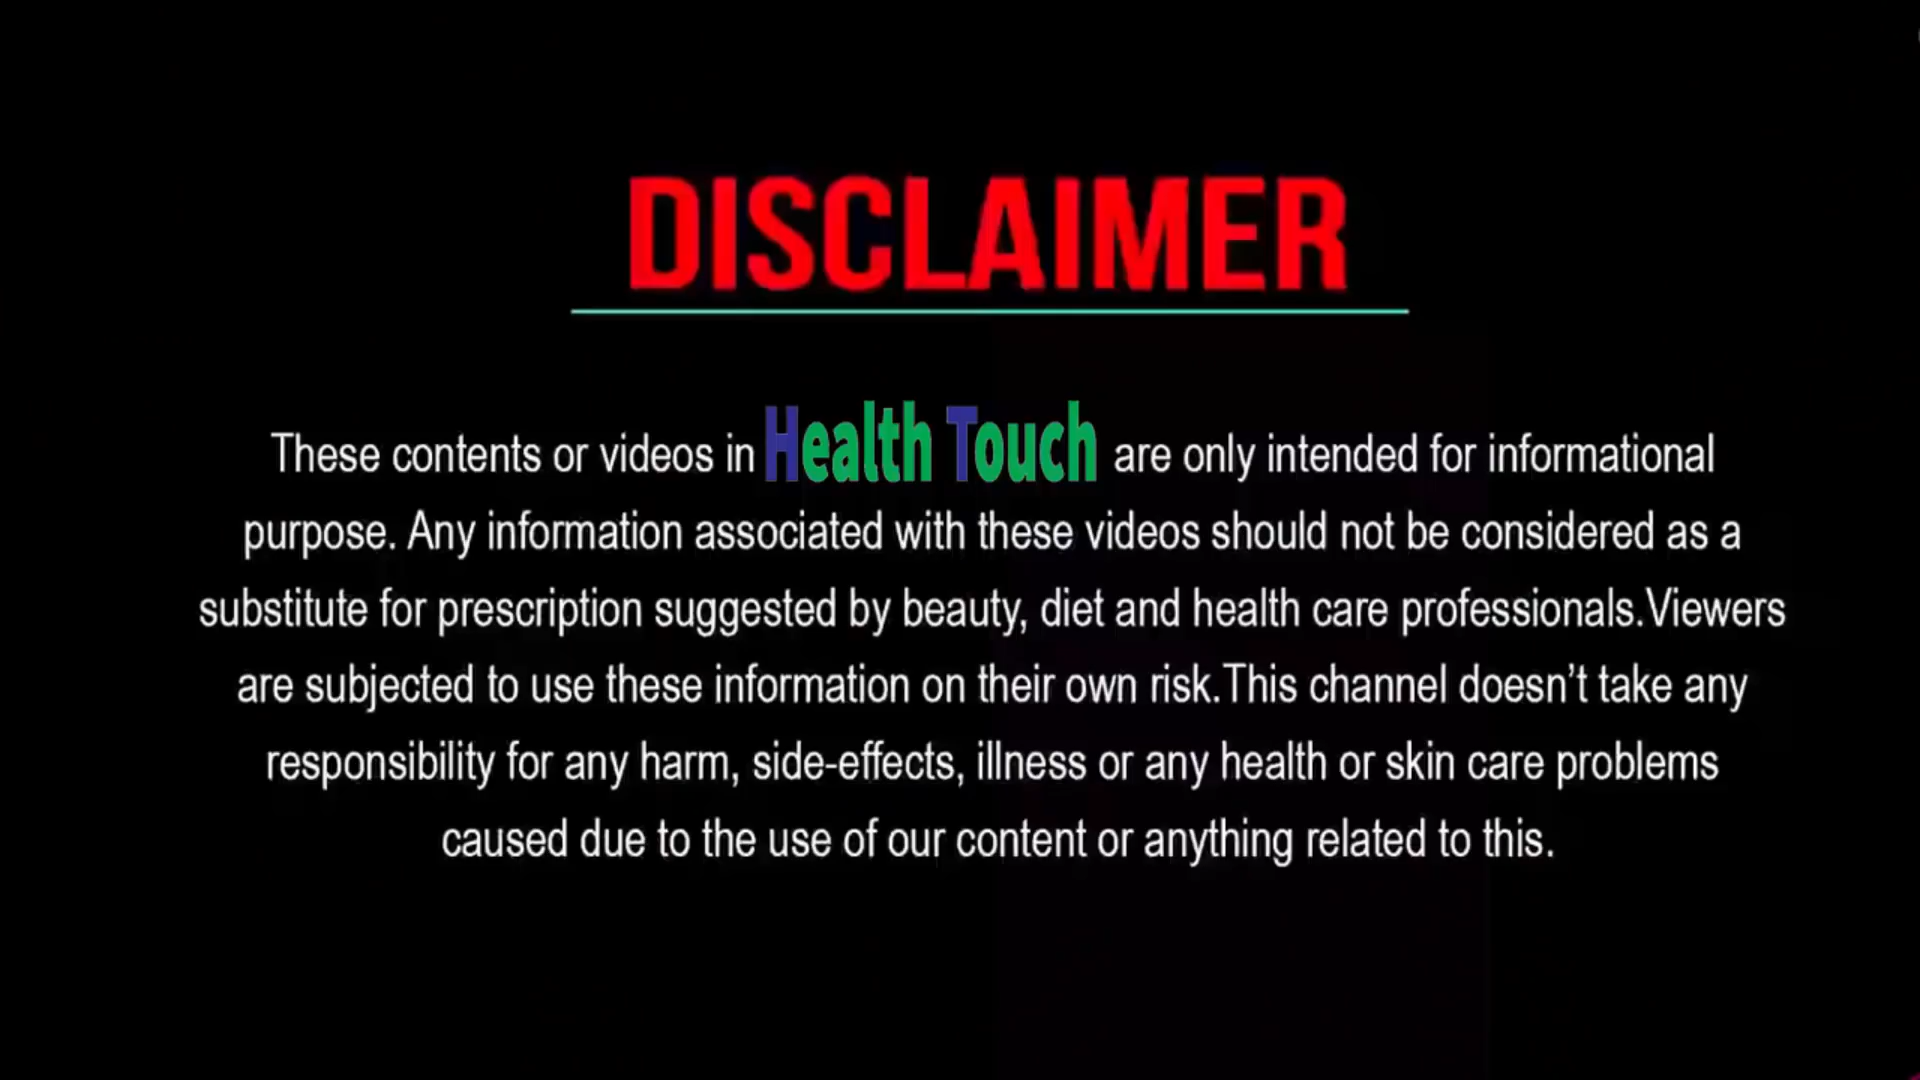 DISCLAIMER
These contents or videos in Health Touch are only intended for informational
purpose. Any information associated with these videos should not be considered as a
substitute for prescription suggested by beauty, diet and health care professionals.Viewers
are subjected to use these information on their own risk.This channel doesn’t take any
responsibility for any harm, side-effects, illness or any health or skin care problems
caused due to the use of our content or anything related to this.